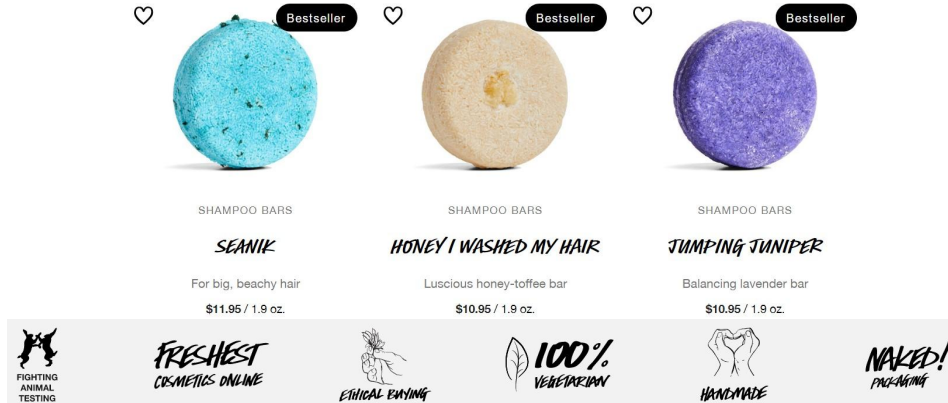 Bestseller
Bestseller
Bestseller
SHAMPOO BARS
SHAMPOO BARS
SHAMPOO BARS
SEANIK
HONEY I WASHED MY HAIR
JUMPING JUNIPER
For big, beachy hair
Luscious honey-toffee bar
Balancing lavender bar
$11.95 / 1.9 oz.
$10.95 / 1.9 oz.
$10.95 / 1.9 oz.
FIGHTING
ANIMAL
TESTING
FRESHEST
COSMETICS ONLINE
ETHICAL BUYING
100%
VEGETARIAN
HANDMADE
NAKED!
PACKAGING